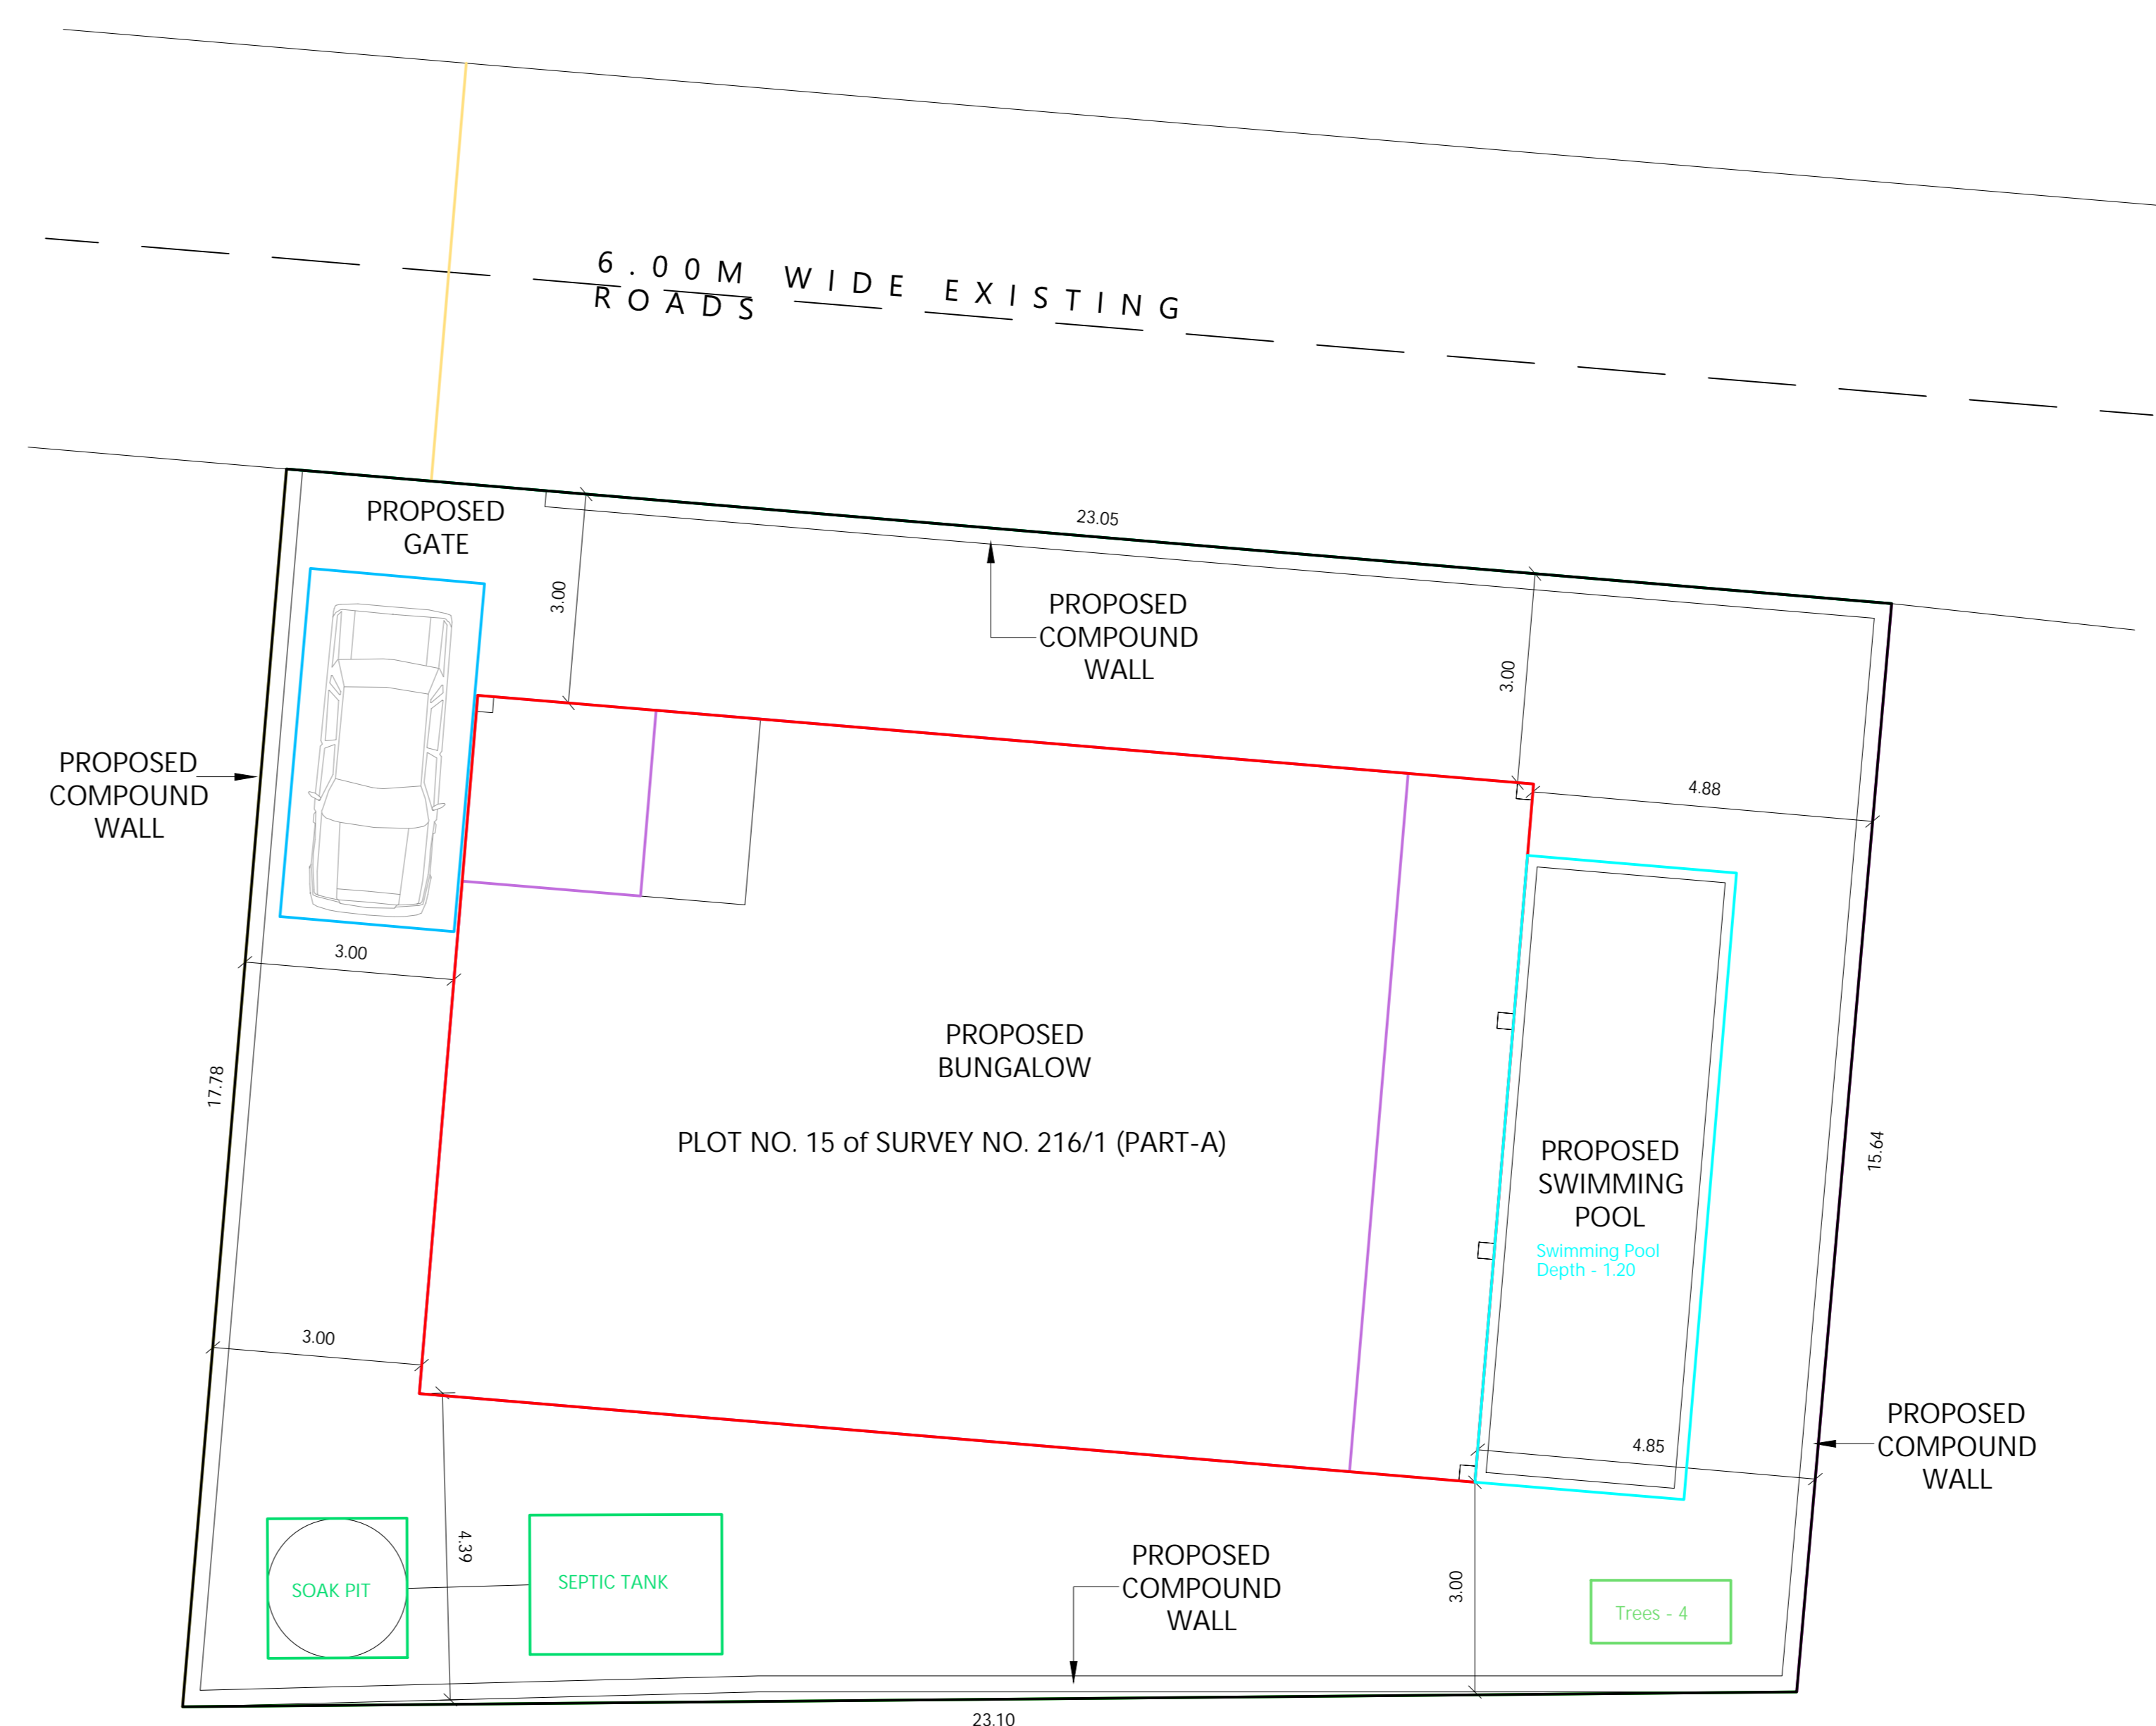 6.00M WIDE EXISTING
ROADS
PROPOSED
GATE
23.05
3.00
PROPOSED
COMPOUND
WALL
3.00
4.88
PROPOSED
COMPOUND
WALL
3.00
PROPOSED
BUNGALOW
PLOT NO. 15 of SURVEY NO. 216/1 (PART-A)
17.78
15.64
PROPOSED
SWIMMING
POOL
Swimming Pool
Depth - 1.20
3.00
4.85
PROPOSED
COMPOUND
WALL
4.39
SOAK PIT
SEPTIC TANK
PROPOSED
COMPOUND
WALL
3.00
Trees - 4
23.10